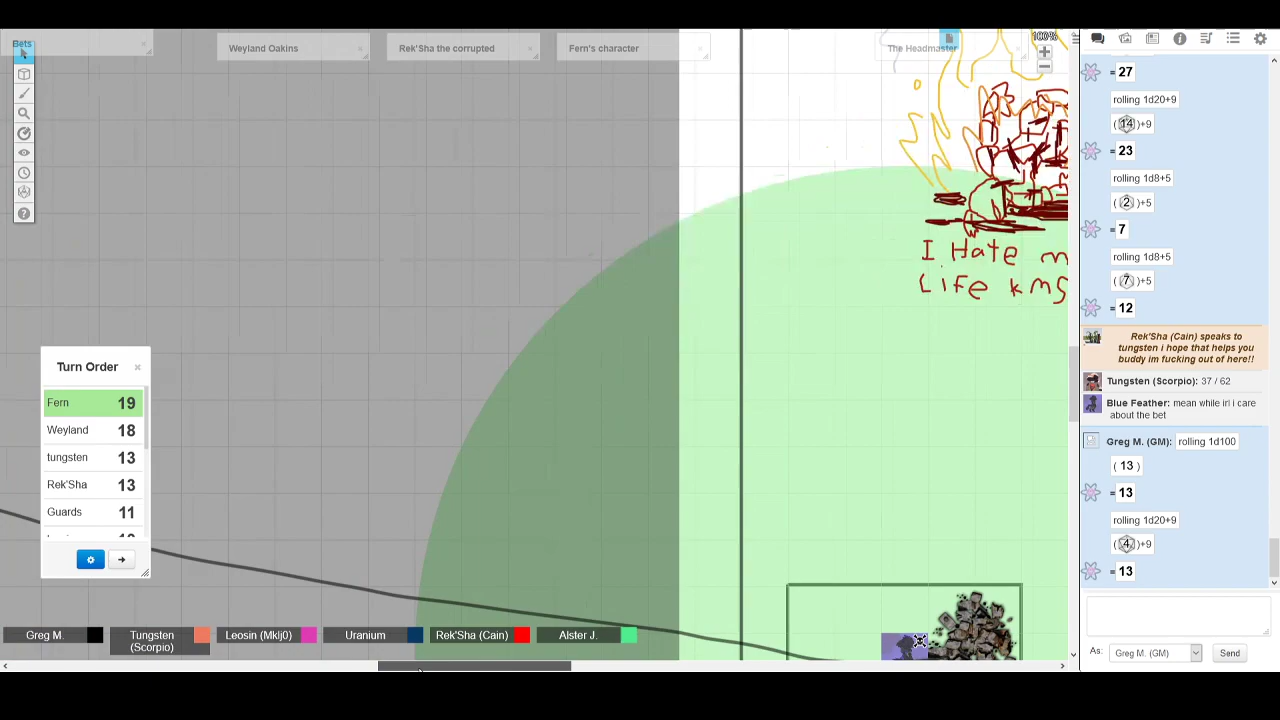 Bets
Weyland Oakins
Rek'Sha the corrupted
Fern's character
The Headmaster
100%
I Hate m
Life kms
Turn Order
Fern 19
Weyland 18
tungsten 13
Rek'Sha 13
Guards 11
Greg M.
Tungsten
(Scorpio)
Leosin (Mklj0)
Uranium
Rek'Sha (Cain)
Alster J.
= 27
rolling 1d20+9
(14)+9
= 23
rolling 1d8+5
(2)+5
= 7
rolling 1d8+5
(7)+5
= 12
Rek'Sha (Cain) speaks to
tungsten i hope that helps you
buddy im fucking out of here!!
Tungsten (Scorpio): 37 / 62
Blue Feather: mean while irl i care
about the bet
Greg M. (GM): rolling 1d100
( 13 )
= 13
rolling 1d20+9
(4)+9
= 13
As: Greg M. (GM) Send